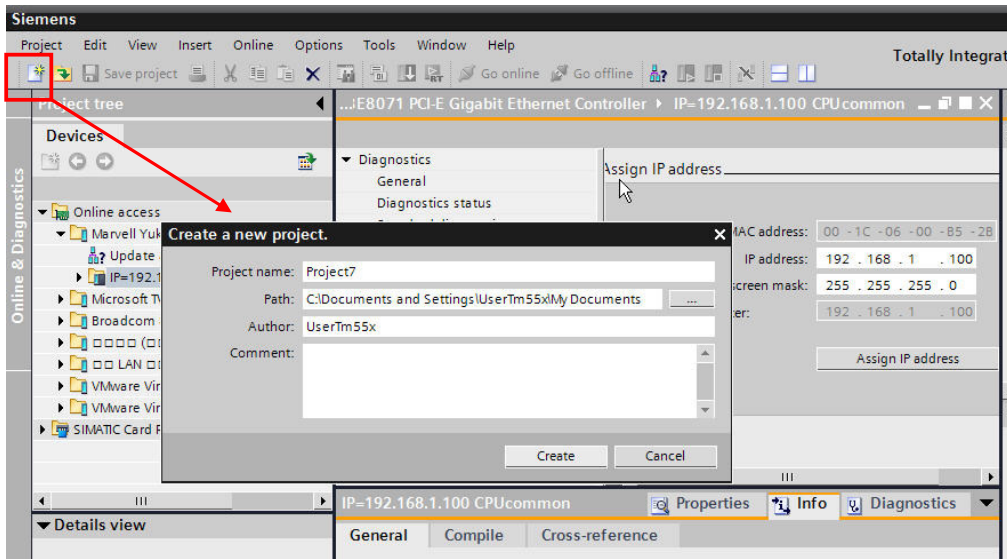 Siemens
Project Edit View Insert Online Options Tools Window Help
Totally Integrat
Save project Go online Go offline
Project tree
...:E8071 PCI-E Gigabit Ethernet Controller IP=192.168.1.100 CPUcommon
Devices
Online & Diagnostics
Diagnostics
General
Diagnostics status
Assign IP address
Online access
Marvell Yuk
Update
IP=192.1
Microsoft TV
Broadcom
□□□□ (□□
□□ LAN □□
VMware Vir
VMware Vir
SIMATIC Card R
Create a new project.
Project name: Project7
Path: C:\Documents and Settings\UserTm55x\My Documents ...
Author: UserTm55x
Comment:
Create Cancel
MAC address: 00 -1C -06 -00 -B5 -28
IP address: 192 . 168 . 1 . 100
screen mask: 255 . 255 . 255 . 0
er: 192 . 168 . 1 . 100
Assign IP address
Details view
IP=192.168.1.100 CPUcommon
Properties Info Diagnostics
General Compile Cross-reference